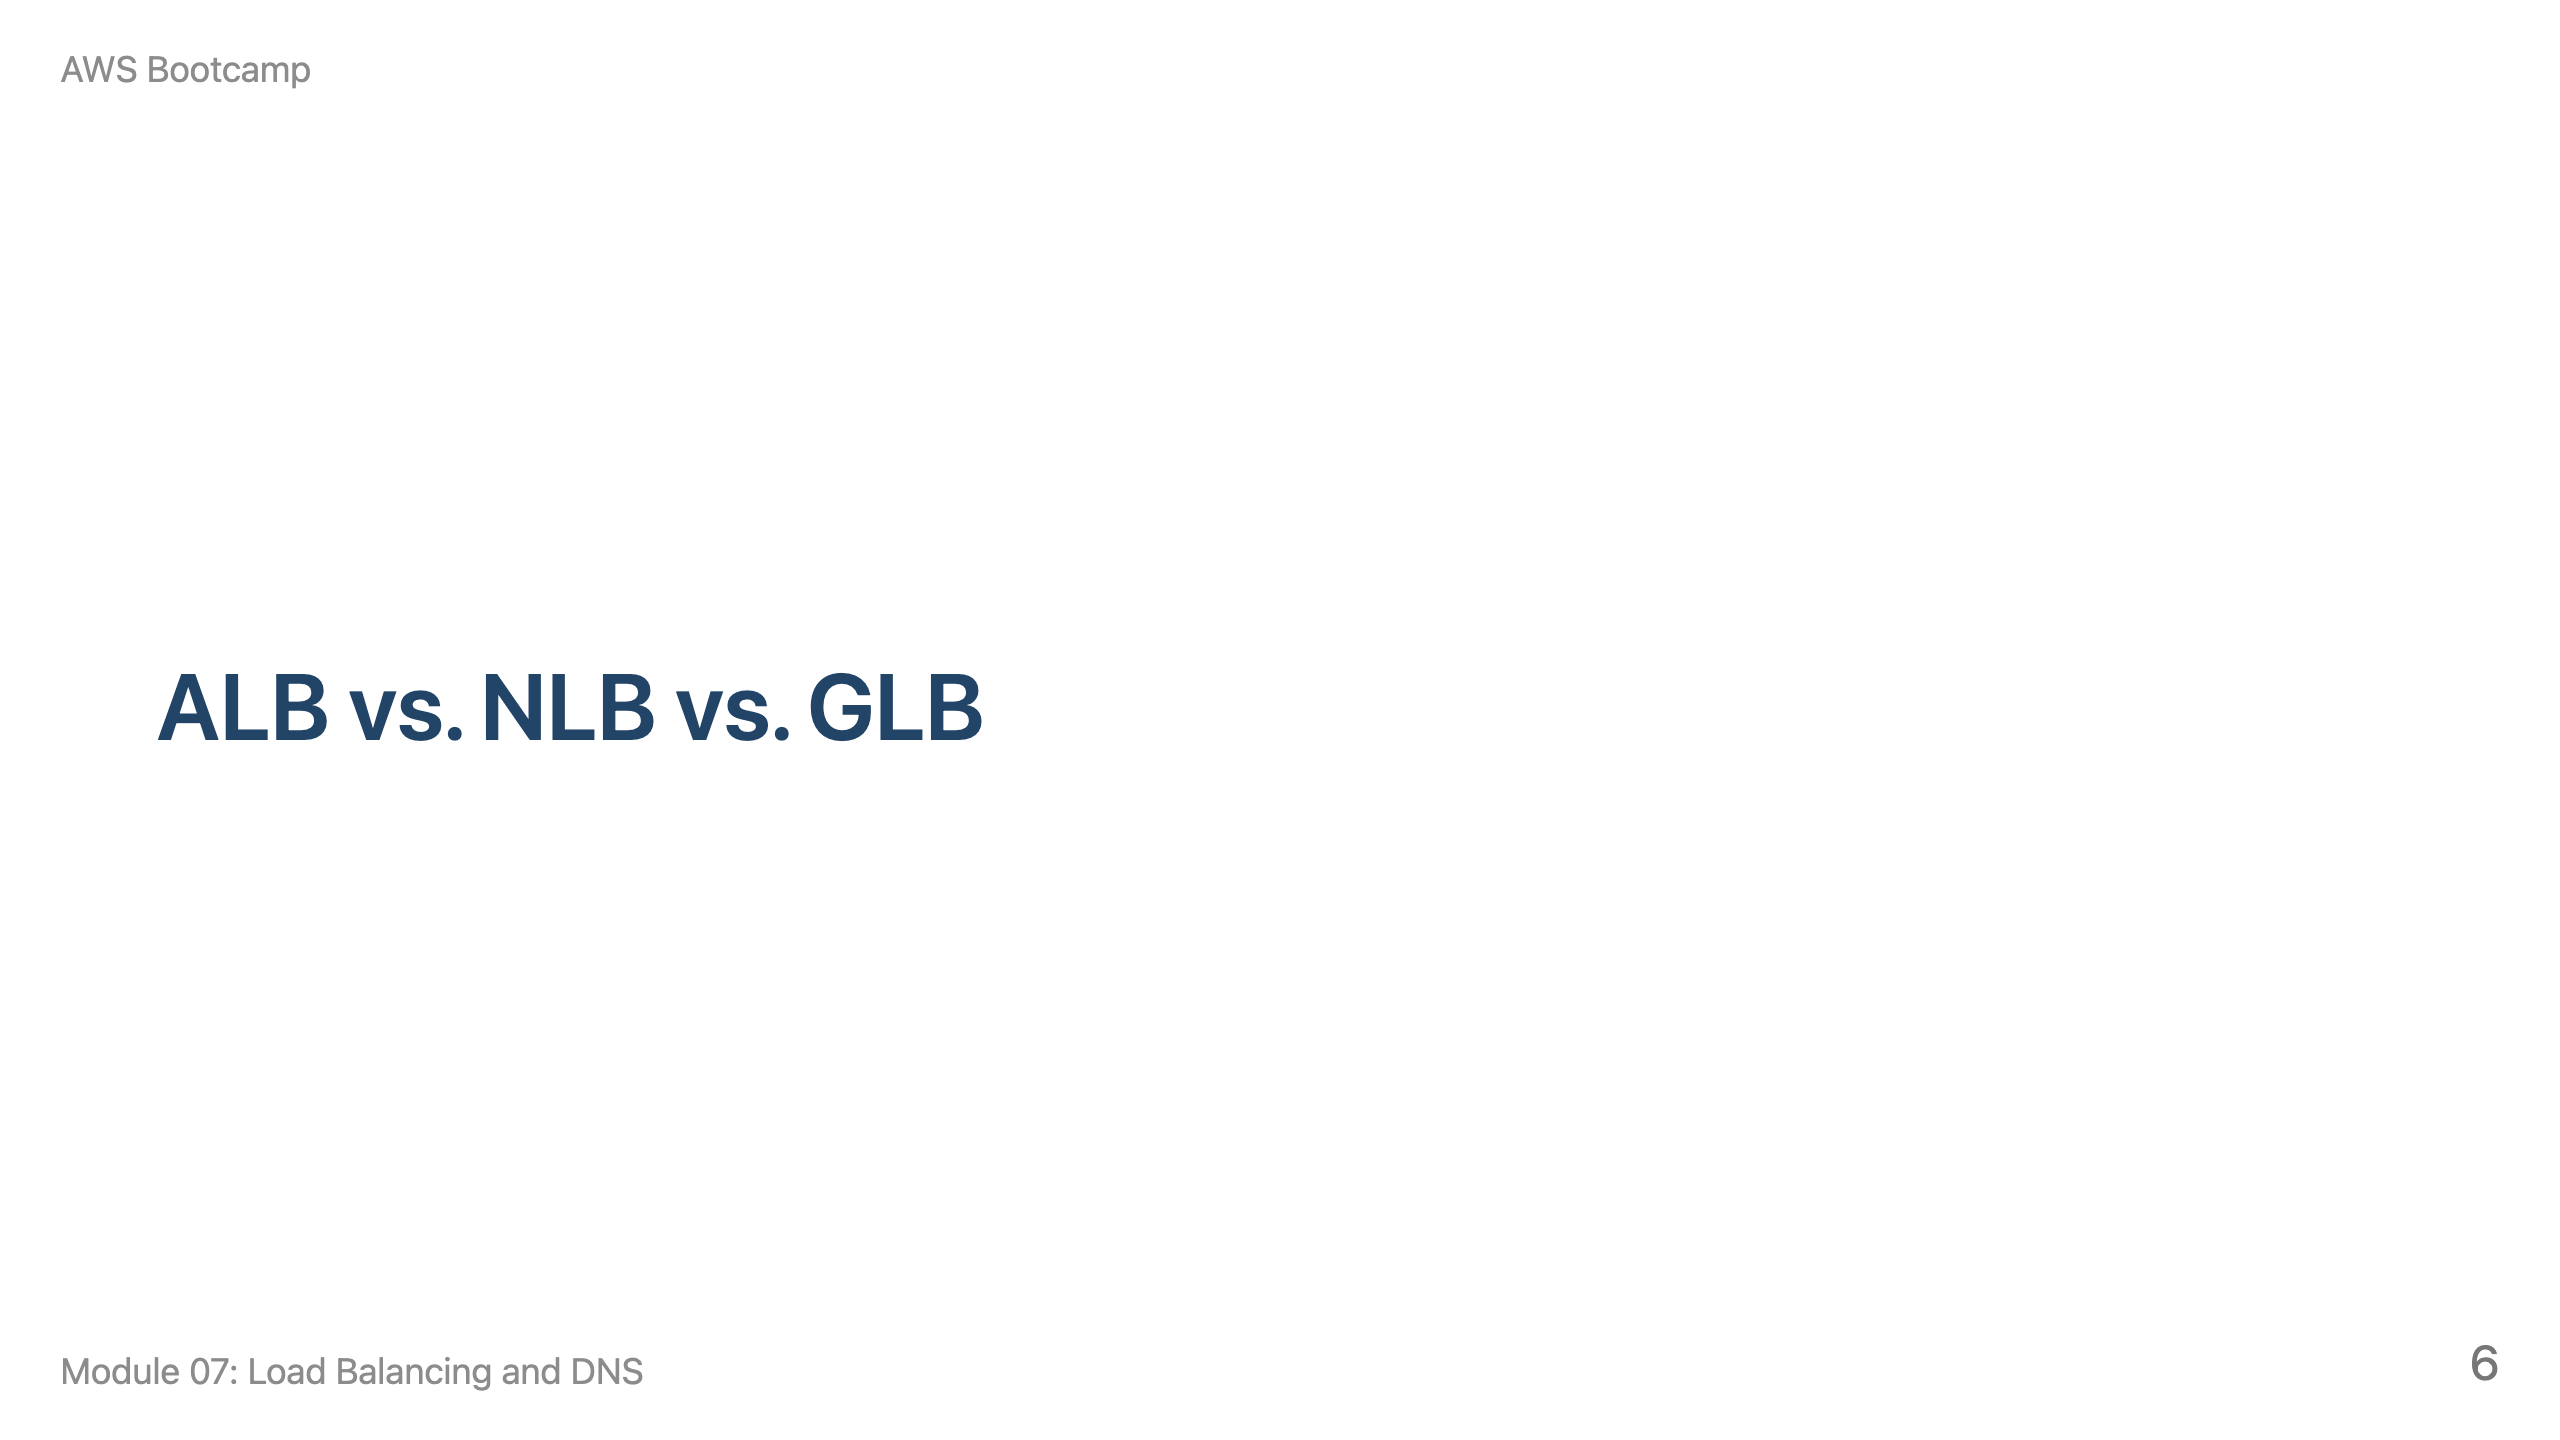 AWS Bootcamp
ALB vs. NLB vs. GLB
Module 07: Load Balancing and DNS
6